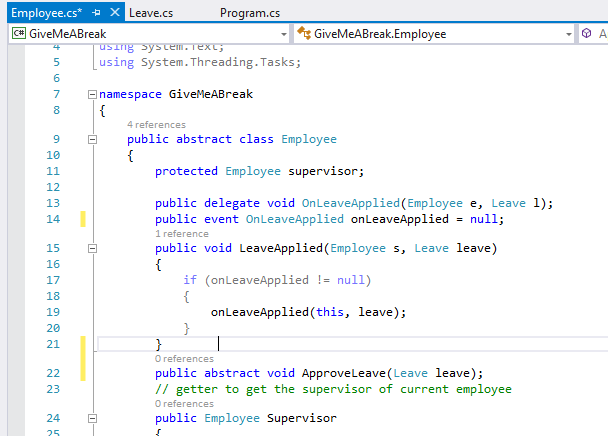 Employee.cs* Leave.cs Program.cs
C# GiveMeABreak GiveMeABreak.Employee A
4 using System.Text;
5 using System.Threading.Tasks;
6
7 namespace GiveMeABreak
8 {
4 references
9 public abstract class Employee
10 {
11 protected Employee supervisor;
12
13 public delegate void OnLeaveApplied(Employee e, Leave l);
14 public event OnLeaveApplied onLeaveApplied = null;
1 reference
15 public void LeaveApplied(Employee s, Leave leave)
16 {
17 if (onLeaveApplied != null)
18 {
19 onLeaveApplied(this, leave);
20 }
21 }
0 references
22 public abstract void ApproveLeave(Leave leave);
23 // getter to get the supervisor of current employee
0 references
24 public Employee Supervisor
25 {